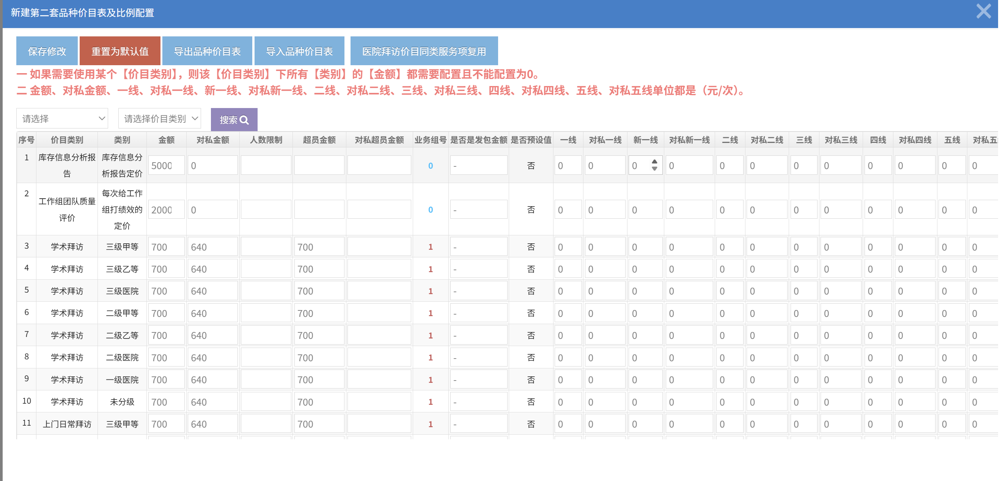 新建第二套品种价目表及比例配置
保存修改 重置为默认值 导出品种价目表 导入品种价目表 医院拜访价目同类服务项复用
一 如果需要使用某个【价目类别】，则该【价目类别】下所有【类别】的【金额】都需要配置且不能配置为0。
二 金额、对私金额、一线、对私一线、新一线、对私新一线、二线、对私二线、三线、对私三线、四线、对私四线、五线、对私五线单位都是（元/次）。
请选择 请选择价目类别 搜索
序号 价目类别 类别 金额 对私金额 人数限制 超员金额 对私超员金额 业务组号 是否是发包金额 是否预设值 一线 对私一线 新一线 对私新一线 二线 对私二线 三线 对私三线 四线 对私四线 五线 对私五
1 库存信息分析报告 库存信息分析报告定价 5000 0 0 - 否 0 0 0 0 0 0 0 0 0 0 0 0
2 工作组团队质量评价 每次给工作组打绩效的定价 2000 0 0 - 否 0 0 0 0 0 0 0 0 0 0 0 0
3 学术拜访 三级甲等 700 640 700 1 - 否 0 0 0 0 0 0 0 0 0 0 0 0
4 学术拜访 三级乙等 700 640 700 1 - 否 0 0 0 0 0 0 0 0 0 0 0 0
5 学术拜访 三级医院 700 640 700 1 - 否 0 0 0 0 0 0 0 0 0 0 0 0
6 学术拜访 二级甲等 700 640 700 1 - 否 0 0 0 0 0 0 0 0 0 0 0 0
7 学术拜访 二级乙等 700 640 700 1 - 否 0 0 0 0 0 0 0 0 0 0 0 0
8 学术拜访 二级医院 700 640 700 1 - 否 0 0 0 0 0 0 0 0 0 0 0 0
9 学术拜访 一级医院 700 640 700 1 - 否 0 0 0 0 0 0 0 0 0 0 0 0
10 学术拜访 未分级 700 640 700 1 - 否 0 0 0 0 0 0 0 0 0 0 0 0
11 上门日常拜访 三级甲等 700 640 700 1 - 否 0 0 0 0 0 0 0 0 0 0 0 0